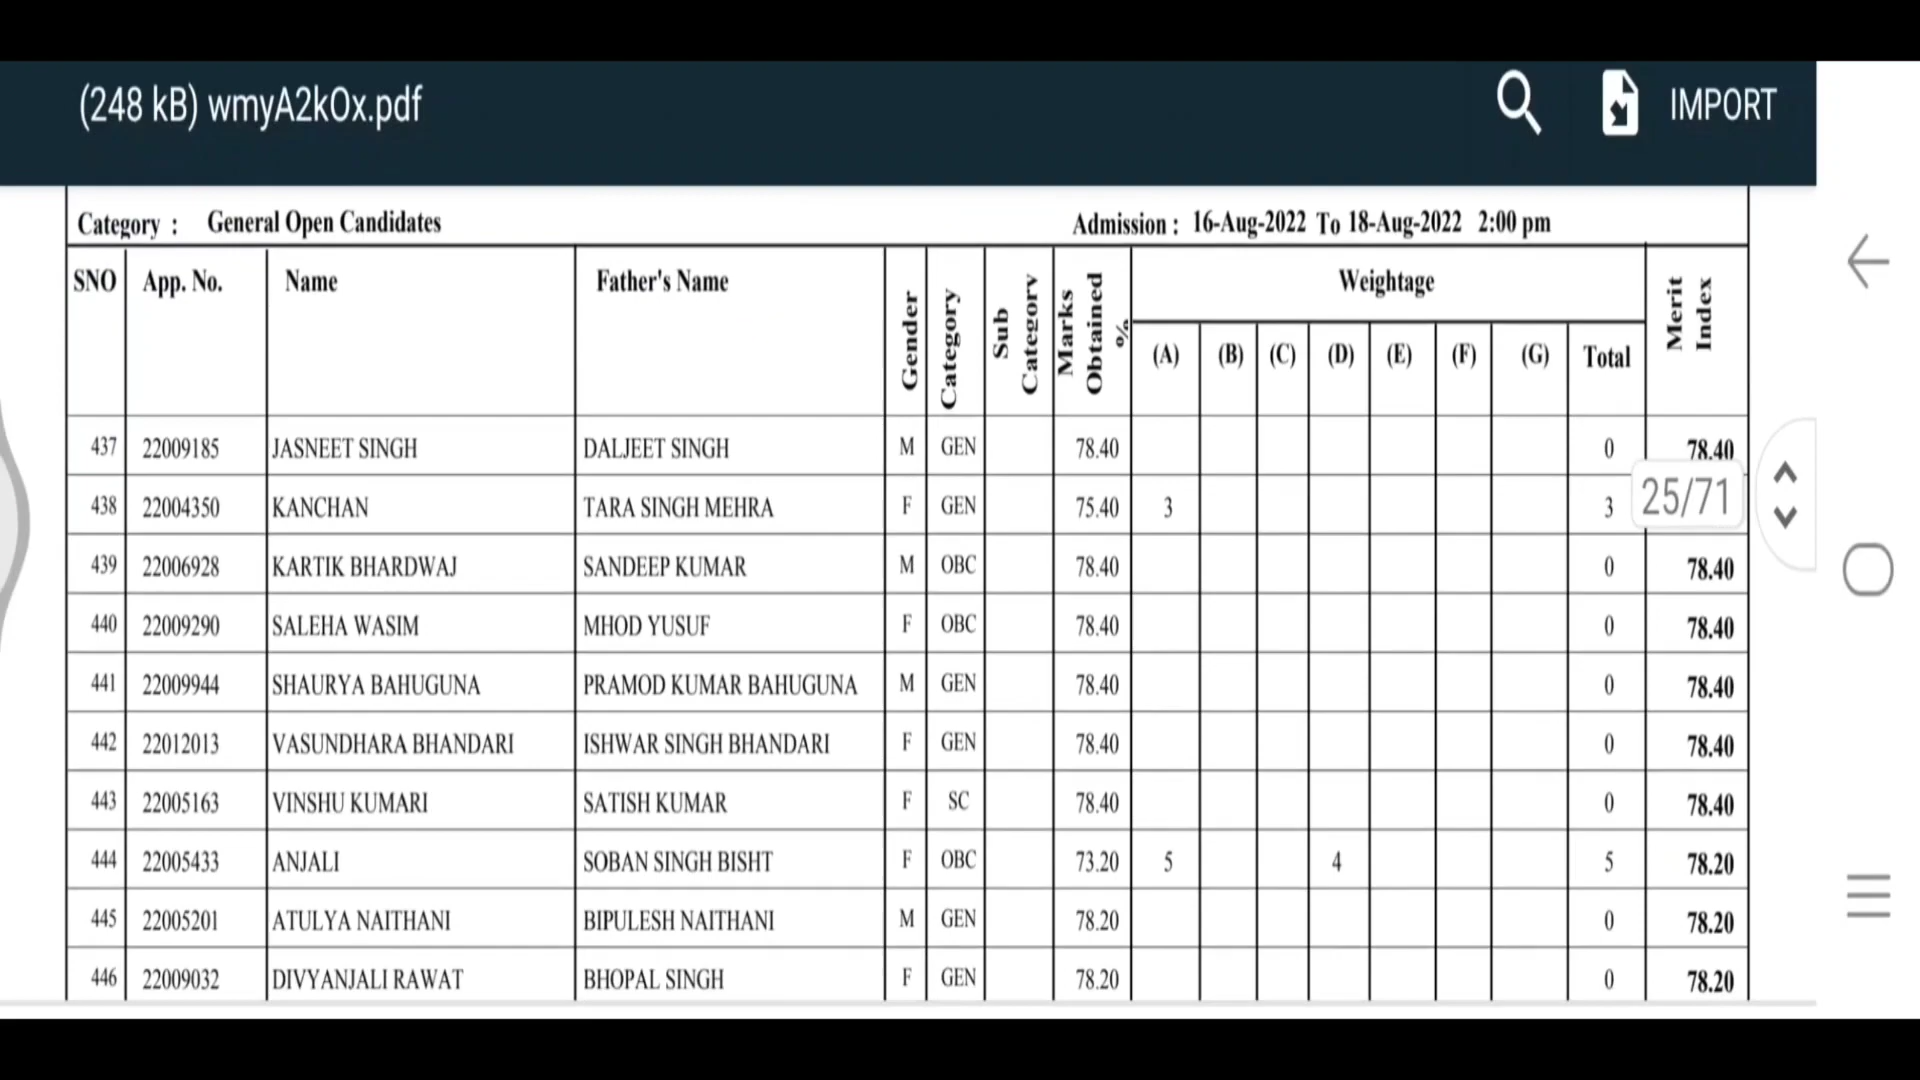 (248 kB) wmyA2kOx.pdf IMPORT
Category : General Open Candidates Admission : 16-Aug-2022 To 18-Aug-2022 2:00 pm
SNO App. No. Name Father's Name Gender Category Sub Category Marks Obtained % Weightage Merit Index
(A) (B) (C) (D) (E) (F) (G) Total
437 22009185 JASNEET SINGH DALJEET SINGH M GEN 78.40 0 78.40
438 22004350 KANCHAN TARA SINGH MEHRA F GEN 75.40 3 3
25/71
439 22006928 KARTIK BHARDWAJ SANDEEP KUMAR M OBC 78.40 0 78.40
440 22009290 SALEHA WASIM MHOD YUSUF F OBC 78.40 0 78.40
441 22009944 SHAURYA BAHUGUNA PRAMOD KUMAR BAHUGUNA M GEN 78.40 0 78.40
442 22012013 VASUNDHARA BHANDARI ISHWAR SINGH BHANDARI F GEN 78.40 0 78.40
443 22005163 VINSHU KUMARI SATISH KUMAR F SC 78.40 0 78.40
444 22005433 ANJALI SOBAN SINGH BISHT F OBC 73.20 5 4 5 78.20
445 22005201 ATULYA NAITHANI BIPULESH NAITHANI M GEN 78.20 0 78.20
446 22009032 DIVYANJALI RAWAT BHOPAL SINGH F GEN 78.20 0 78.20